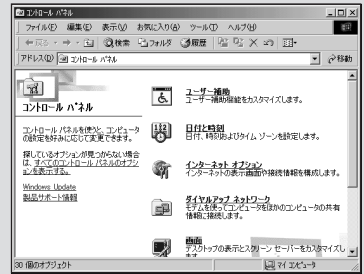 コントロール パネル
ファイル(F) 編集(E) 表示(V) お気に入り(A) ツール(T) ヘルプ(H)
戻る 検索 フォルダ 履歴
アドレス(D) コントロール パネル 移動
コントロール パネル
コントロール パネルを使うと、コンピュータ
の設定を好みに応じて変更できます。
探しているオプションが見つからない場合
は、すべてのコントロール パネルのオプシ
ョンを表示する。
Windows Update
製品サポート情報
ユーザー補助
ユーザー補助機能をカスタマイズします。
日付と時刻
日付、時刻およびタイム ゾーンを設定します。
インターネット オプション
インターネットの表示画面や接続情報を構成します。
ダイヤルアップ ネットワーク
モデムを使ってコンピュータをほかのコンピュータの共有
情報に接続します。
画面
デスクトップの表示とスクリーン セーバーをカスタマイズし
ます
30 個のオブジェクト マイ コンピュータ